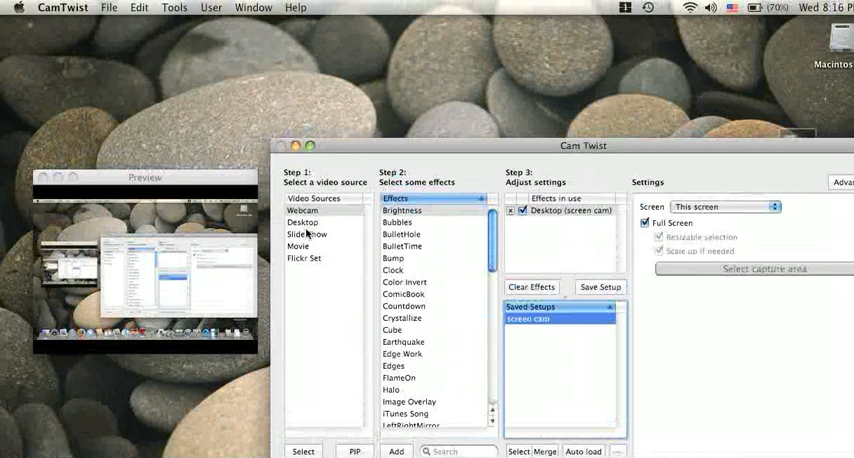 CamTwist File Edit Tools User Window Help
(70%) Wed 8:16 P
Macintos
Preview
Cam Twist
Step 1:
Select a video source
Video Sources
Webcam
Desktop
Slideshow
Movie
Flickr Set
Select
PIP
Step 2:
Select some effects
Effects
Brightness
Bubbles
BulletHole
BulletTime
Bump
Clock
Color Invert
ComicBook
Countdown
Crystallize
Cube
Earthquake
Edge Work
Edges
FlameOn
Halo
Image Overlay
iTunes Song
LeftRightMirror
Add
Search
Step 3:
Adjust settings
Effects in use
Desktop (screen cam)
Clear Effects
Save Setup
Saved Setups
screen cam
Select Merge Auto load
Settings
Advan
Screen This screen
Full Screen
Resizable selection
Scale up if needed
Select capture area